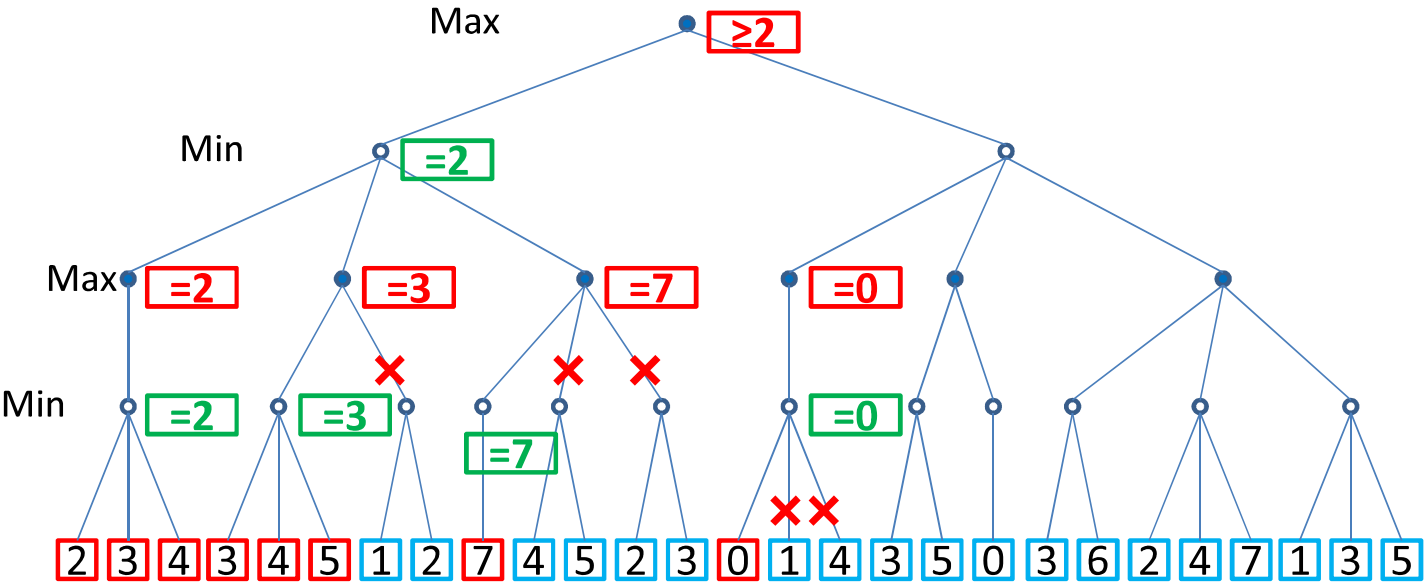 Max ≥2
Min =2
Max =2 =3 =7 =0
Min =2 =3 =0
=7
2 3 4 3 4 5 1 2 7 4 5 2 3 0 1 4 3 5 0 3 6 2 4 7 1 3 5